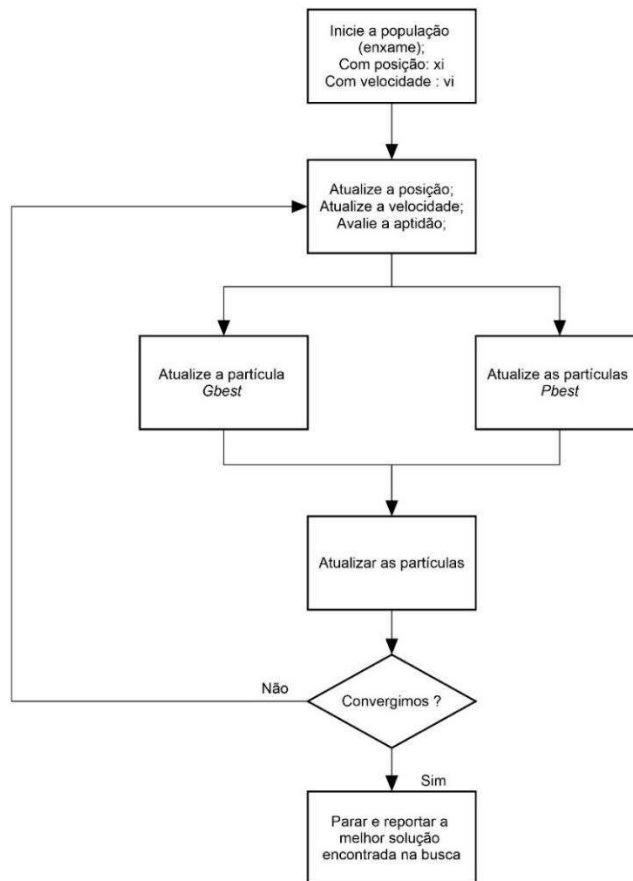 Inicie a população
(enxame);
Com posição: xi
Com velocidade : vi
Atualize a posição;
Atualize a velocidade;
Avalie a aptidão;
Atualize a partícula
Gbest
Atualize as partículas
Pbest
Atualizar as partículas
Não
Convergimos ?
Sim
Parar e reportar a
melhor solução
encontrada na busca